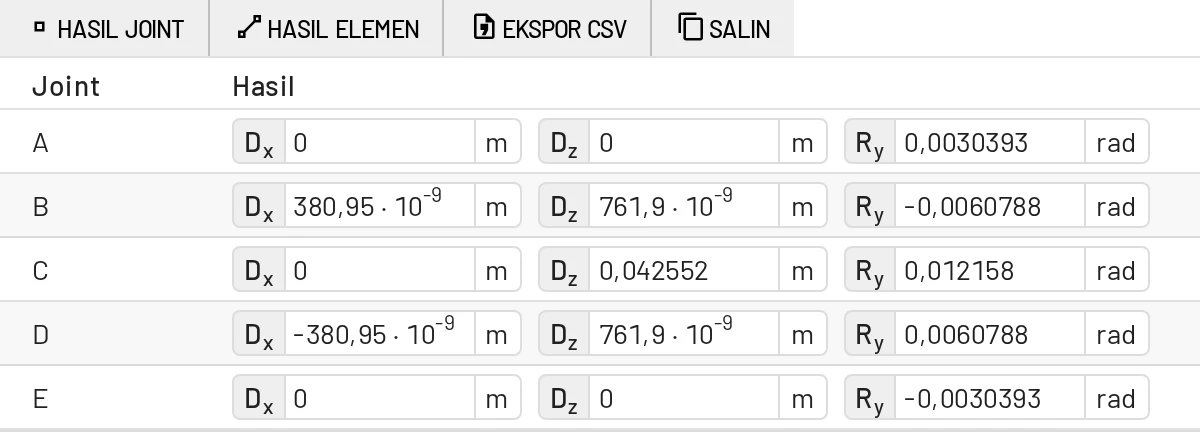 HASIL JOINT HASIL ELEMEN EKSPOR CSV SALIN
Joint Hasil
A Dx 0 m Dz 0 m Ry 0,0030393 rad
B Dx 380,95 · 10⁻⁹ m Dz 761,9 · 10⁻⁹ m Ry -0,0060788 rad
C Dx 0 m Dz 0,042552 m Ry 0,012158 rad
D Dx -380,95 · 10⁻⁹ m Dz 761,9 · 10⁻⁹ m Ry 0,0060788 rad
E Dx 0 m Dz 0 m Ry -0,0030393 rad